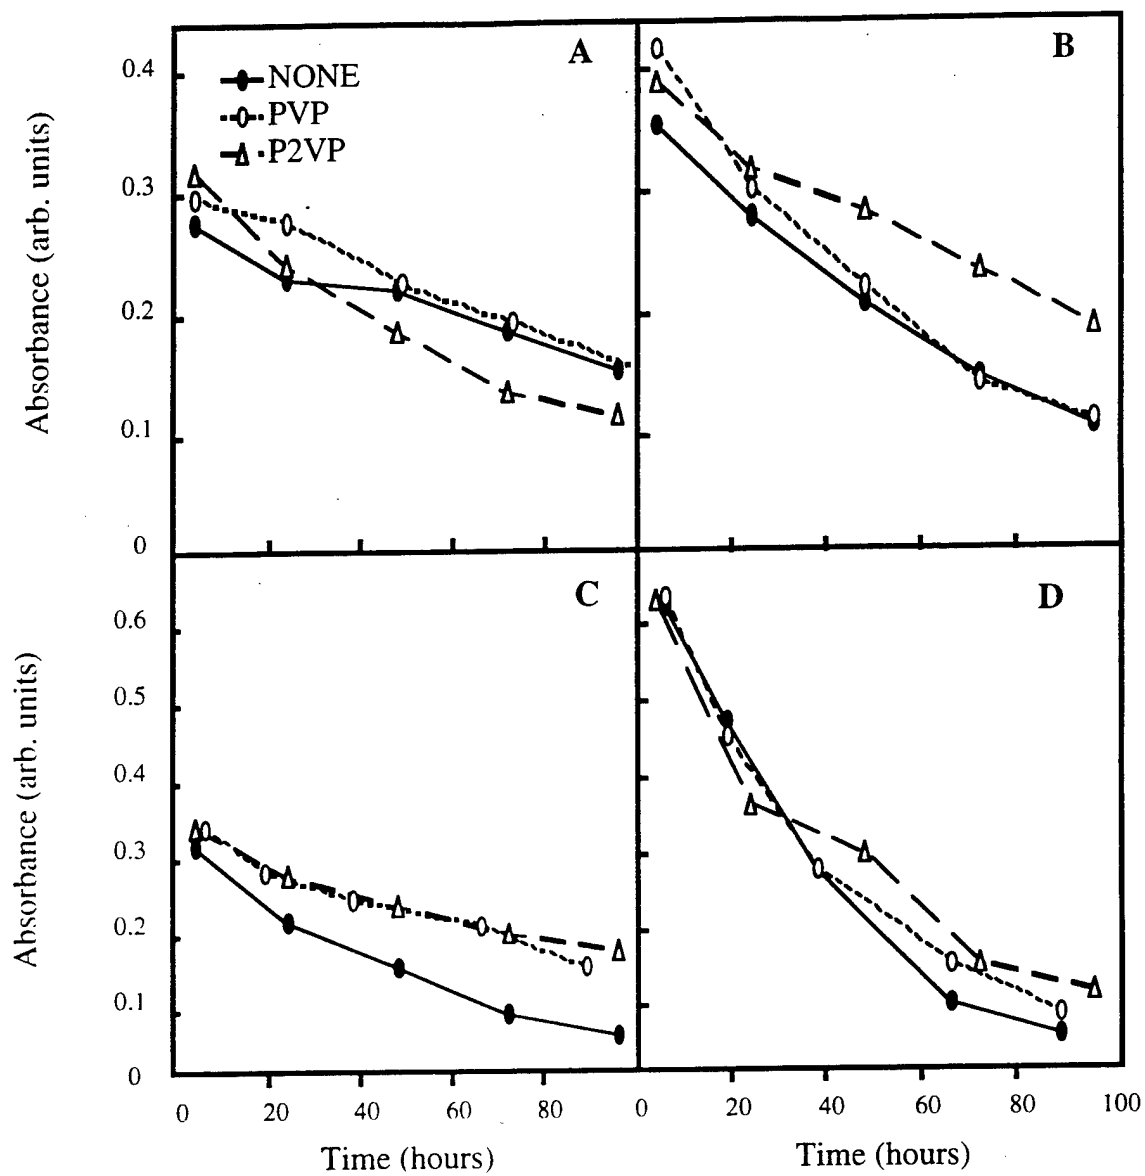 A
B
NONE
PVP
P2VP
0.4
0.3
0.2
0.1
0
Absorbance (arb. units)
C
D
0.6
0.5
0.4
0.3
0.2
0.1
0
Absorbance (arb. units)
0 20 40 60 80 0 20 40 60 80 100
Time (hours) Time (hours)